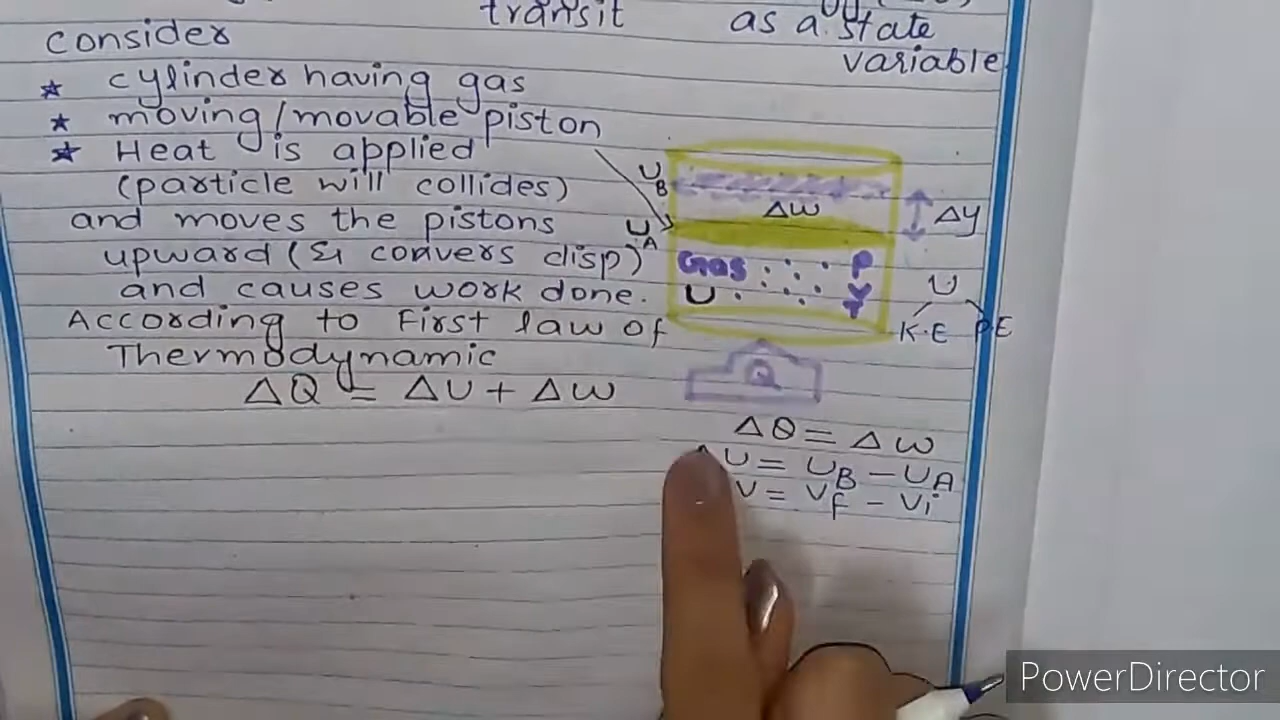 transit
as a state
variable
consider
* cylinder having gas
* moving/movable piston
* Heat is applied
(particle will collides)
and moves the pistons
upward (& convers disp)
and causes work done.
According to First law of
Thermodynamic
ΔQ = ΔU + Δw
U
B
Δw
Δy
U
A
Gas P
U V
U
K.E P.E
Q
ΔQ = Δw
ΔU = U_B - U_A
V = V_f - V_i
PowerDirector